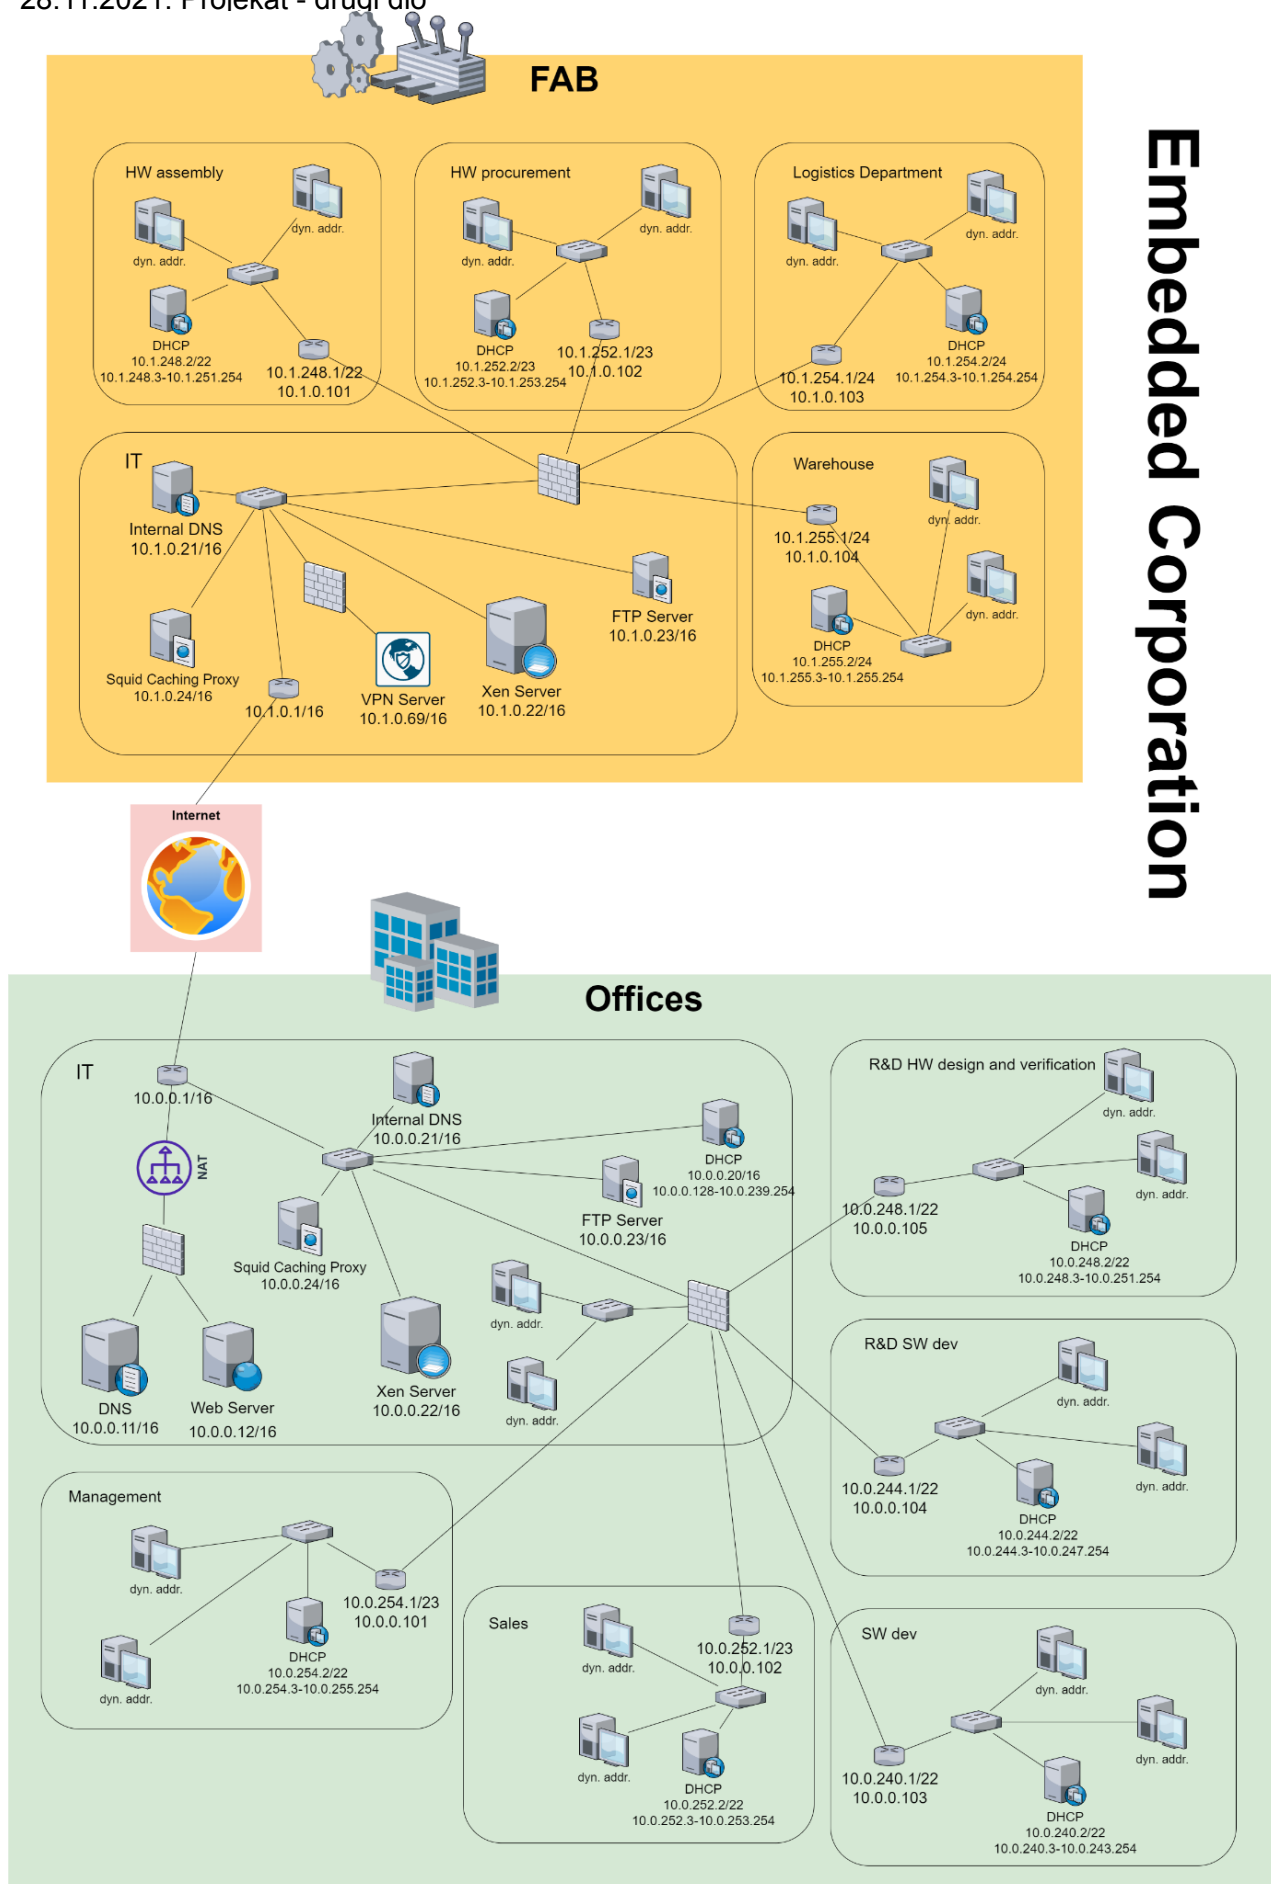 28.11.2021. Projekat - drugi dio
FAB
Embedded Corporation
HW assembly
dyn. addr.
dyn. addr.
DHCP
10.1.248.2/22
10.1.248.3-10.1.251.254
10.1.248.1/22
10.1.0.101
HW procurement
dyn. addr.
dyn. addr.
DHCP
10.1.252.2/23
10.1.252.3-10.1.253.254
10.1.252.1/23
10.1.0.102
Logistics Department
dyn. addr.
dyn. addr.
10.1.254.1/24
10.1.0.103
DHCP
10.1.254.2/24
10.1.254.3-10.1.254.254
IT
Internal DNS
10.1.0.21/16
Squid Caching Proxy
10.1.0.24/16
10.1.0.1/16
VPN Server
10.1.0.69/16
Xen Server
10.1.0.22/16
FTP Server
10.1.0.23/16
Warehouse
dyn. addr.
10.1.255.1/24
10.1.0.104
dyn. addr.
DHCP
10.1.255.2/24
10.1.255.3-10.1.255.254
Internet
Offices
IT
10.0.0.1/16
NAT
Internal DNS
10.0.0.21/16
DHCP
10.0.0.20/16
10.0.0.128-10.0.239.254
FTP Server
10.0.0.23/16
Squid Caching Proxy
10.0.0.24/16
dyn. addr.
dyn. addr.
Xen Server
10.0.0.22/16
DNS
10.0.0.11/16
Web Server
10.0.0.12/16
R&D HW design and verification
dyn. addr.
dyn. addr.
10.0.248.1/22
10.0.0.105
DHCP
10.0.248.2/22
10.0.248.3-10.0.251.254
R&D SW dev
dyn. addr.
dyn. addr.
10.0.244.1/22
10.0.0.104
DHCP
10.0.244.2/22
10.0.244.3-10.0.247.254
Management
dyn. addr.
dyn. addr.
10.0.254.1/23
10.0.0.101
DHCP
10.0.254.2/22
10.0.254.3-10.0.255.254
Sales
dyn. addr.
dyn. addr.
10.0.252.1/23
10.0.0.102
DHCP
10.0.252.2/22
10.0.252.3-10.0.253.254
SW dev
dyn. addr.
dyn. addr.
10.0.240.1/22
10.0.0.103
DHCP
10.0.240.2/22
10.0.240.3-10.0.243.254